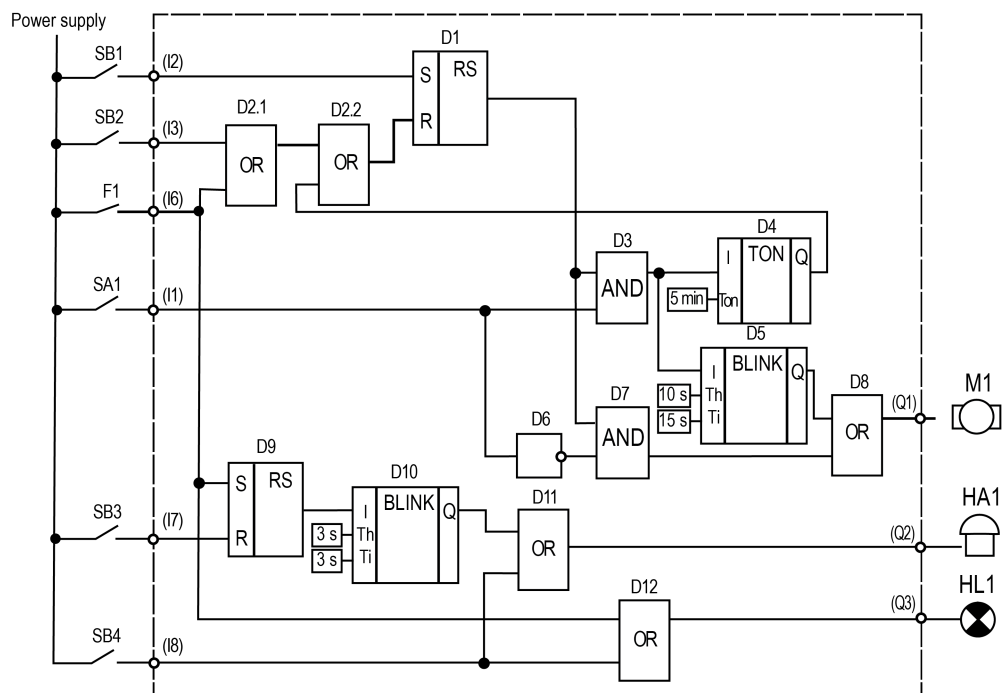 Power supply
SB1
(I2)
D1
S
RS
R
SB2
(I3)
D2.1
OR
D2.2
OR
F1
(I6)
SA1
(I1)
D3
AND
D4
I
TON
Q
5 min
Ton
D5
I
BLINK
Q
10 s
Th
15 s
Ti
D6
D7
AND
D8
OR
(Q1)
M1
D9
S
RS
R
D10
I
BLINK
Q
3 s
Th
3 s
Ti
D11
OR
(Q2)
HA1
SB3
(I7)
D12
OR
(Q3)
HL1
SB4
(I8)